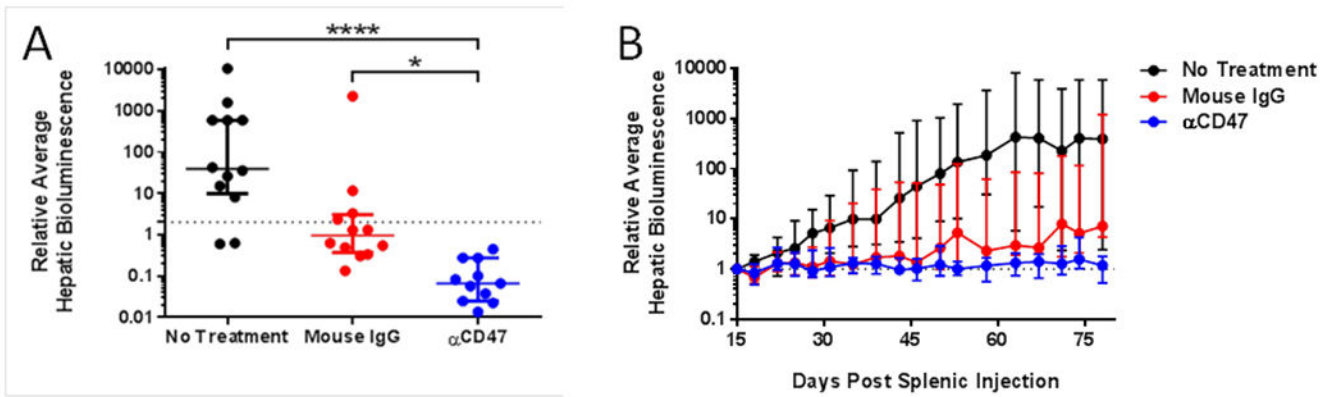 A
****
*
Relative Average
Hepatic Bioluminescence
10000
1000
100
10
1
0.1
0.01
No Treatment
Mouse IgG
αCD47
B
Relative Average
Hepatic Bioluminescence
10000
1000
100
10
1
0.1
15
30
45
60
75
Days Post Splenic Injection
No Treatment
Mouse IgG
αCD47